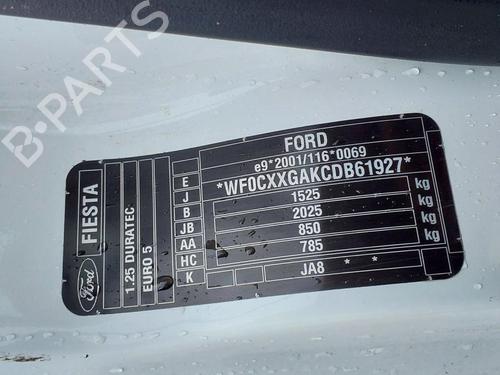 B-PARTS
FORD
e9*2001/116*0069
*WF0CXXGAKCDB61927*
E
J
1525
kg
B
2025
kg
JB
850
kg
AA
785
kg
HC
K
JA8 * *
FIESTA
1.25 DURATEC
EURO 5
Ford